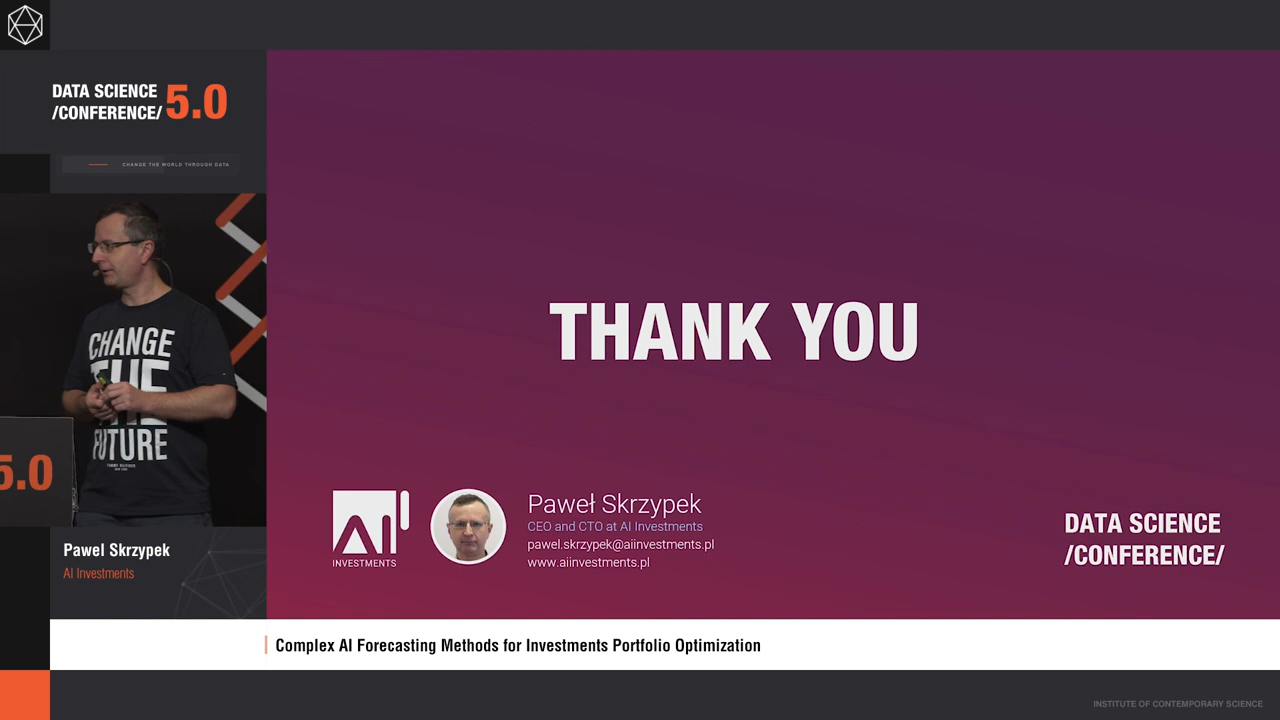 DATA SCIENCE
/CONFERENCE/ 5.0
CHANGE THE WORLD THROUGH DATA
CHANGE
THE
THE
THE
FUTURE
5.0
Pawel Skrzypek
AI Investments
THANK YOU
AI
INVESTMENTS
Paweł Skrzypek
CEO and CTO at AI Investments
pawel.skrzypek@aiinvestments.pl
www.aiinvestments.pl
DATA SCIENCE
/CONFERENCE/
Complex AI Forecasting Methods for Investments Portfolio Optimization
INSTITUTE OF CONTEMPORARY SCIENCE